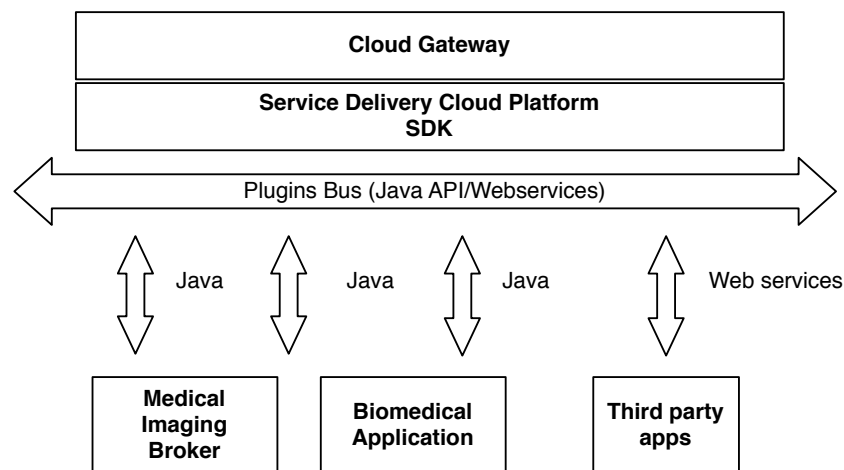 Cloud Gateway
Service Delivery Cloud Platform
SDK
Plugins Bus (Java API/Webservices)
Java
Java
Java
Web services
Medical
Imaging
Broker
Biomedical
Application
Third party
apps